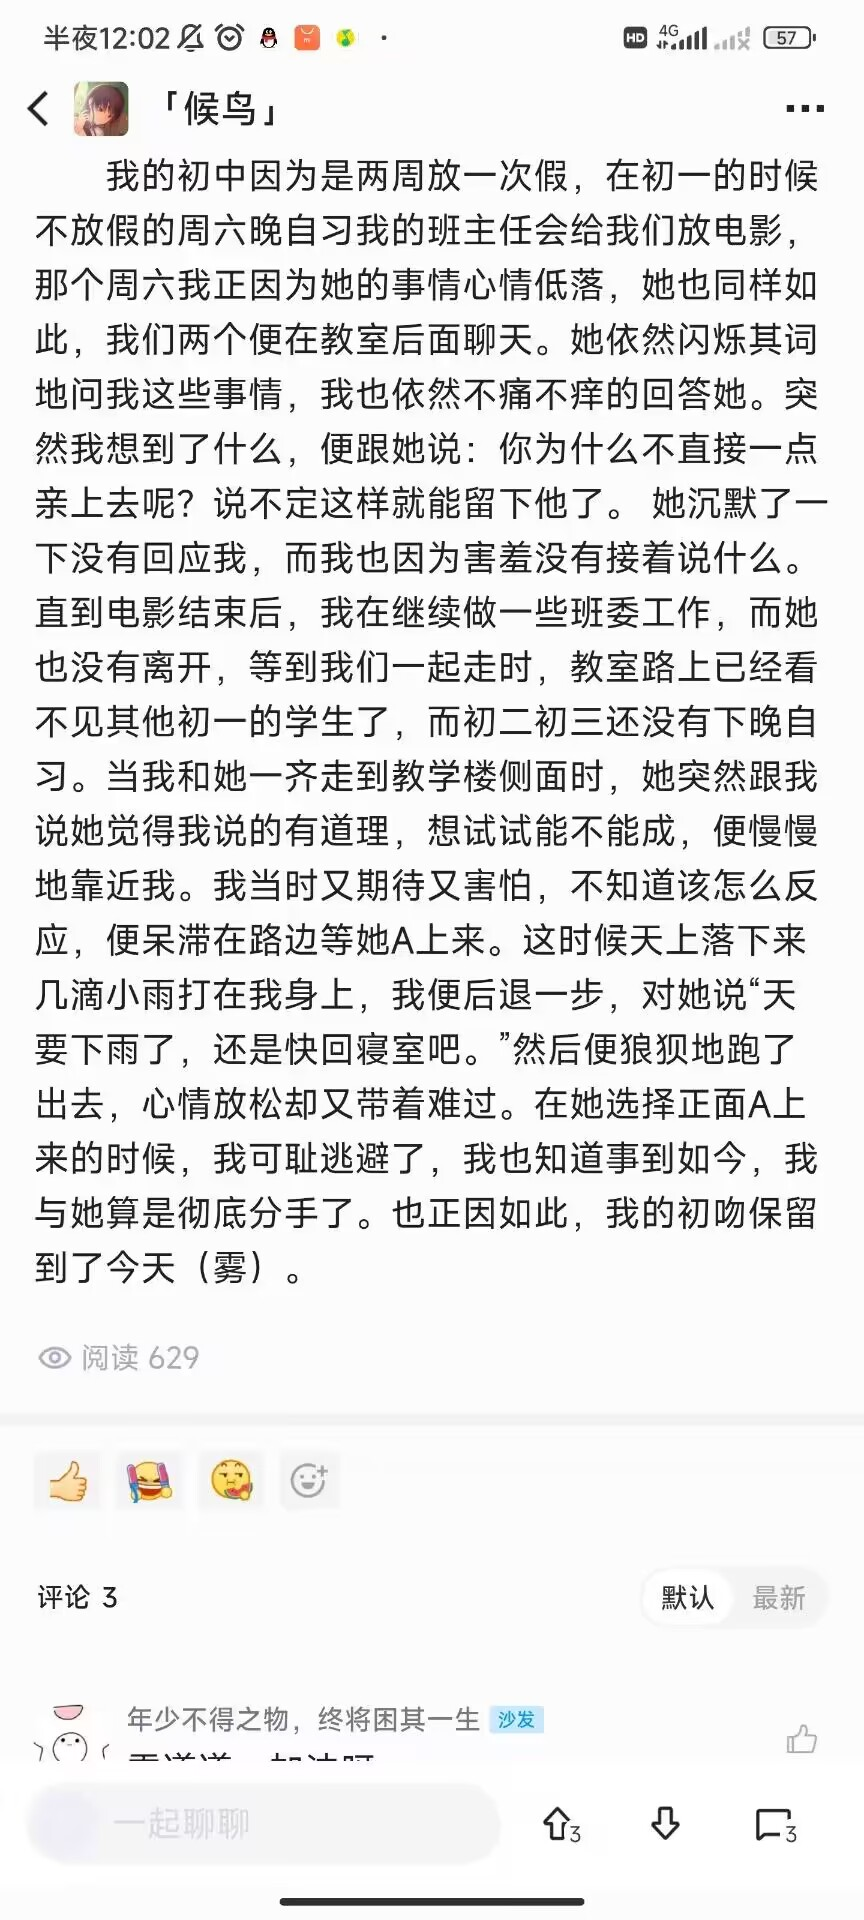 半夜12:02
HD 4G 57
「候鸟」
我的初中因为是两周放一次假，在初一的时候
不放假的周六晚自习我的班主任会给我们放电影，
那个周六我正因为她的事情心情低落，她也同样如
此，我们两个便在教室后面聊天。她依然闪烁其词
地问我这些事情，我也依然不痛不痒的回答她。突
然我想到了什么，便跟她说：你为什么不直接一点
亲上去呢？说不定这样就能留下他了。 她沉默了一
下没有回应我，而我也因为害羞没有接着说什么。
直到电影结束后，我在继续做一些班委工作，而她
也没有离开，等到我们一起走时，教室路上已经看
不见其他初一的学生了，而初二初三还没有下晚自
习。当我和她一齐走到教学楼侧面时，她突然跟我
说她觉得我说的有道理，想试试能不能成，便慢慢
地靠近我。我当时又期待又害怕，不知道该怎么反
应，便呆滞在路边等她A上来。这时候天上落下来
几滴小雨打在我身上，我便后退一步，对她说“天
要下雨了，还是快回寝室吧。”然后便狼狈地跑了
出去，心情放松却又带着难过。在她选择正面A上
来的时候，我可耻逃避了，我也知道事到如今，我
与她算是彻底分手了。也正因如此，我的初吻保留
到了今天（雾）。
阅读 629
评论 3
默认 最新
年少不得之物，终将困其一生 沙发
一起聊聊
3 3